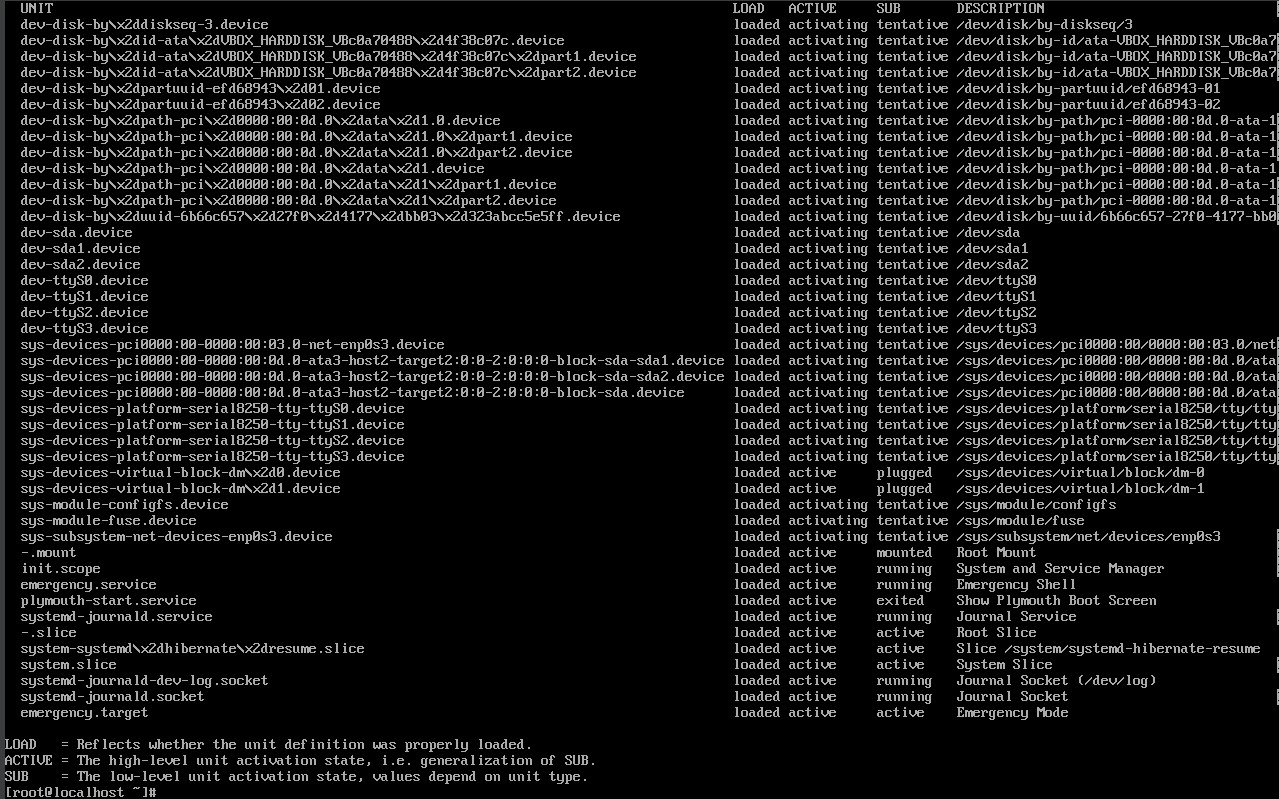 UNIT LOAD ACTIVE SUB DESCRIPTION
dev-disk-by\x2ddiskseq-3.device loaded activating tentative /dev/disk/by-diskseq/3
dev-disk-by\x2did-ata\x2dVBOX_HARDDISK_VBc0a70488\x2d4f38c07c.device loaded activating tentative /dev/disk/by-id/ata-VBOX_HARDDISK_VBc0a7
dev-disk-by\x2did-ata\x2dVBOX_HARDDISK_VBc0a70488\x2d4f38c07c\x2dpart1.device loaded activating tentative /dev/disk/by-id/ata-VBOX_HARDDISK_VBc0a7
dev-disk-by\x2did-ata\x2dVBOX_HARDDISK_VBc0a70488\x2d4f38c07c\x2dpart2.device loaded activating tentative /dev/disk/by-id/ata-VBOX_HARDDISK_VBc0a7
dev-disk-by\x2dpartuuid-efd68943\x2d01.device loaded activating tentative /dev/disk/by-partuuid/efd68943-01
dev-disk-by\x2dpartuuid-efd68943\x2d02.device loaded activating tentative /dev/disk/by-partuuid/efd68943-02
dev-disk-by\x2dpath-pci\x2d0000:00:0d.0\x2data\x2d1.0.device loaded activating tentative /dev/disk/by-path/pci-0000:00:0d.0-ata-1
dev-disk-by\x2dpath-pci\x2d0000:00:0d.0\x2data\x2d1.0\x2dpart1.device loaded activating tentative /dev/disk/by-path/pci-0000:00:0d.0-ata-1
dev-disk-by\x2dpath-pci\x2d0000:00:0d.0\x2data\x2d1.0\x2dpart2.device loaded activating tentative /dev/disk/by-path/pci-0000:00:0d.0-ata-1
dev-disk-by\x2dpath-pci\x2d0000:00:0d.0\x2data\x2d1.device loaded activating tentative /dev/disk/by-path/pci-0000:00:0d.0-ata-1
dev-disk-by\x2dpath-pci\x2d0000:00:0d.0\x2data\x2d1\x2dpart1.device loaded activating tentative /dev/disk/by-path/pci-0000:00:0d.0-ata-1
dev-disk-by\x2dpath-pci\x2d0000:00:0d.0\x2data\x2d1\x2dpart2.device loaded activating tentative /dev/disk/by-path/pci-0000:00:0d.0-ata-1
dev-disk-by\x2duuid-6b66c657\x2d27f0\x2d4177\x2dbb03\x2d323abcc5e5ff.device loaded activating tentative /dev/disk/by-uuid/6b66c657-27f0-4177-bb0
dev-sda.device loaded activating tentative /dev/sda
dev-sda1.device loaded activating tentative /dev/sda1
dev-sda2.device loaded activating tentative /dev/sda2
dev-ttyS0.device loaded activating tentative /dev/ttyS0
dev-ttyS1.device loaded activating tentative /dev/ttyS1
dev-ttyS2.device loaded activating tentative /dev/ttyS2
dev-ttyS3.device loaded activating tentative /dev/ttyS3
sys-devices-pci0000:00-0000:00:03.0-net-enp0s3.device loaded activating tentative /sys/devices/pci0000:00/0000:00:03.0/net
sys-devices-pci0000:00-0000:00:0d.0-ata3-host2-target2:0:0-2:0:0:0-block-sda-sda1.device loaded activating tentative /sys/devices/pci0000:00/0000:00:0d.0/ata
sys-devices-pci0000:00-0000:00:0d.0-ata3-host2-target2:0:0-2:0:0:0-block-sda-sda2.device loaded activating tentative /sys/devices/pci0000:00/0000:00:0d.0/ata
sys-devices-pci0000:00-0000:00:0d.0-ata3-host2-target2:0:0-2:0:0:0-block-sda.device loaded activating tentative /sys/devices/pci0000:00/0000:00:0d.0/ata
sys-devices-platform-serial8250-tty-ttyS0.device loaded activating tentative /sys/devices/platform/serial8250/tty/tty
sys-devices-platform-serial8250-tty-ttyS1.device loaded activating tentative /sys/devices/platform/serial8250/tty/tty
sys-devices-platform-serial8250-tty-ttyS2.device loaded activating tentative /sys/devices/platform/serial8250/tty/tty
sys-devices-platform-serial8250-tty-ttyS3.device loaded activating tentative /sys/devices/platform/serial8250/tty/tty
sys-devices-virtual-block-dm\x2d0.device loaded active plugged /sys/devices/virtual/block/dm-0
sys-devices-virtual-block-dm\x2d1.device loaded active plugged /sys/devices/virtual/block/dm-1
sys-module-configfs.device loaded activating tentative /sys/module/configfs
sys-module-fuse.device loaded activating tentative /sys/module/fuse
sys-subsystem-net-devices-enp0s3.device loaded activating tentative /sys/subsystem/net/devices/enp0s3
-.mount loaded active mounted Root Mount
init.scope loaded active running System and Service Manager
emergency.service loaded active running Emergency Shell
plymouth-start.service loaded active exited Show Plymouth Boot Screen
systemd-journald.service loaded active running Journal Service
-.slice loaded active active Root Slice
system-systemd\x2dhibernate\x2dresume.slice loaded active active Slice /system/systemd-hibernate-resume
system.slice loaded active active System Slice
systemd-journald-dev-log.socket loaded active running Journal Socket (/dev/log)
systemd-journald.socket loaded active running Journal Socket
emergency.target loaded active active Emergency Mode
LOAD = Reflects whether the unit definition was properly loaded.
ACTIVE = The high-level unit activation state, i.e. generalization of SUB.
SUB = The low-level unit activation state, values depend on unit type.
[root@localhost ~]#